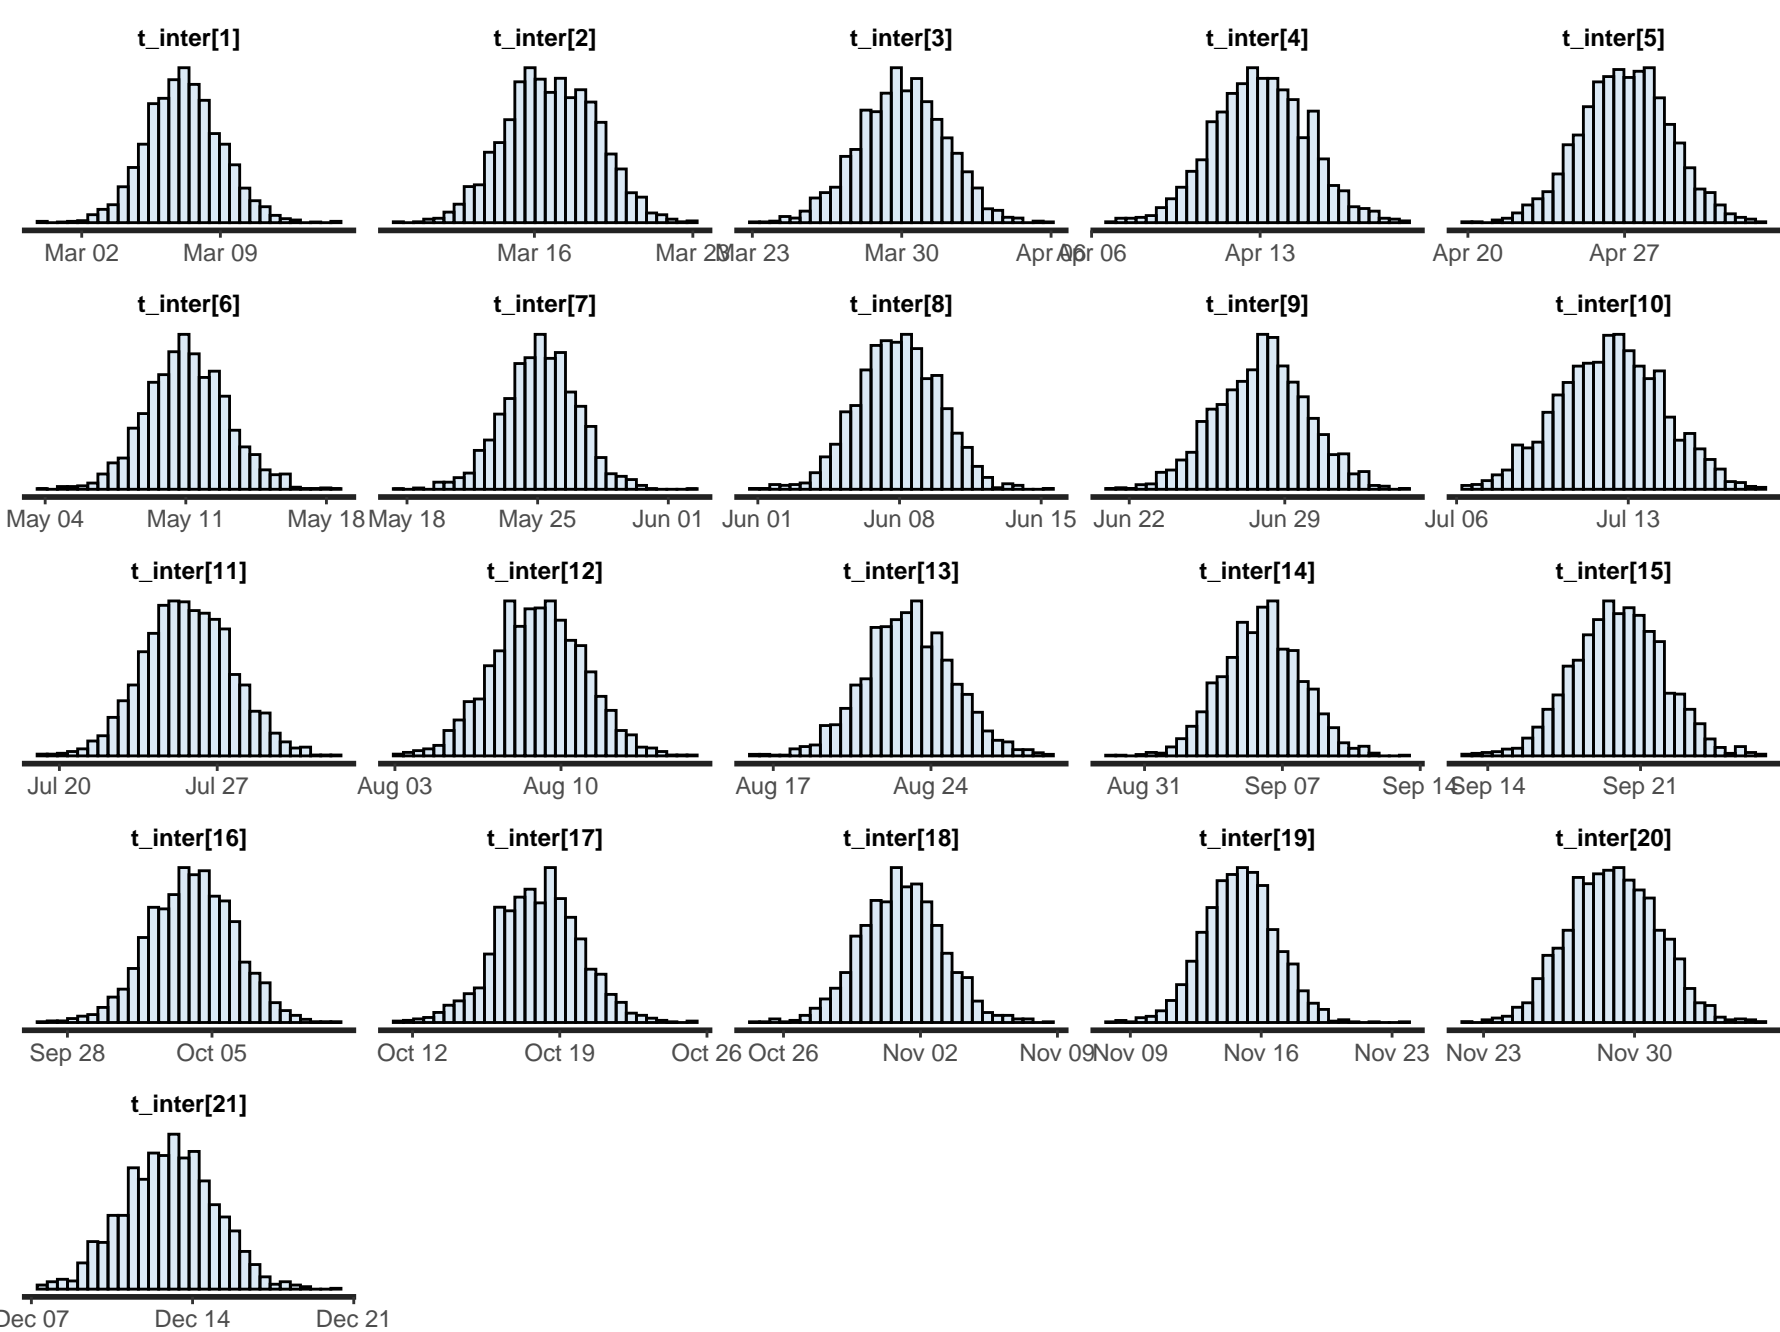 t_inter[1] t_inter[2] t_inter[3] t_inter[4] t_inter[5]
Mar 02 Mar 09 Mar 16 Mar 23 Mar 23 Mar 30 Apr 06 Apr 06 Apr 13 Apr 20 Apr 27
t_inter[6] t_inter[7] t_inter[8] t_inter[9] t_inter[10]
May 04 May 11 May 18 May 18 May 25 Jun 01 Jun 01 Jun 08 Jun 15 Jun 22 Jun 29 Jul 06 Jul 13
t_inter[11] t_inter[12] t_inter[13] t_inter[14] t_inter[15]
Jul 20 Jul 27 Aug 03 Aug 10 Aug 17 Aug 24 Aug 31 Sep 07 Sep 14 Sep 14 Sep 21
t_inter[16] t_inter[17] t_inter[18] t_inter[19] t_inter[20]
Sep 28 Oct 05 Oct 12 Oct 19 Oct 26 Oct 26 Nov 02 Nov 09 Nov 09 Nov 16 Nov 23 Nov 23 Nov 30
t_inter[21]
Dec 07 Dec 14 Dec 21